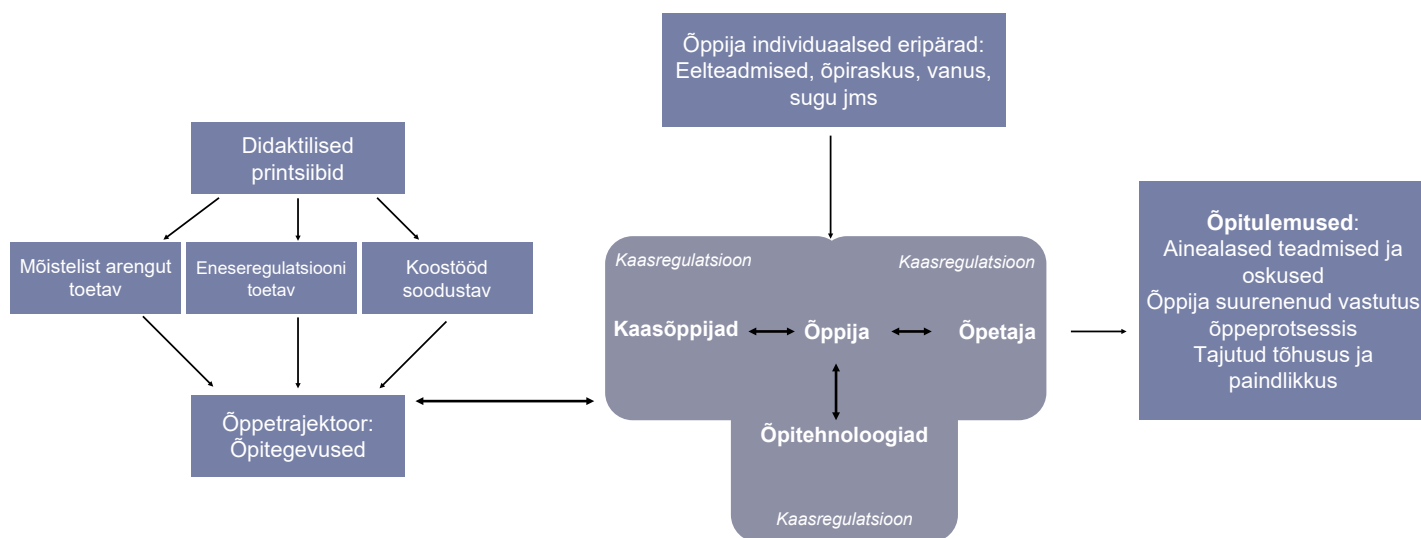 Õppija individuaalsed eripärad:
Eelteadmised, õpiraskus, vanus,
sugu jms
Didaktilised
printsiibid
Mõistelist arengut
toetav
Eneseregulatsiooni
toetav
Koostööd
soodustav
Õppetrajektoor:
Õpitegevused
Kaasregulatsioon
Kaasregulatsioon
Kaasõppijad
Õppija
Õpetaja
Õpitehnoloogiad
Kaasregulatsioon
Õpitulemused:
Ainealased teadmised ja
oskused
Õppija suurenenud vastutus
õppeprotsessis
Tajutud tõhusus ja
paindlikkus